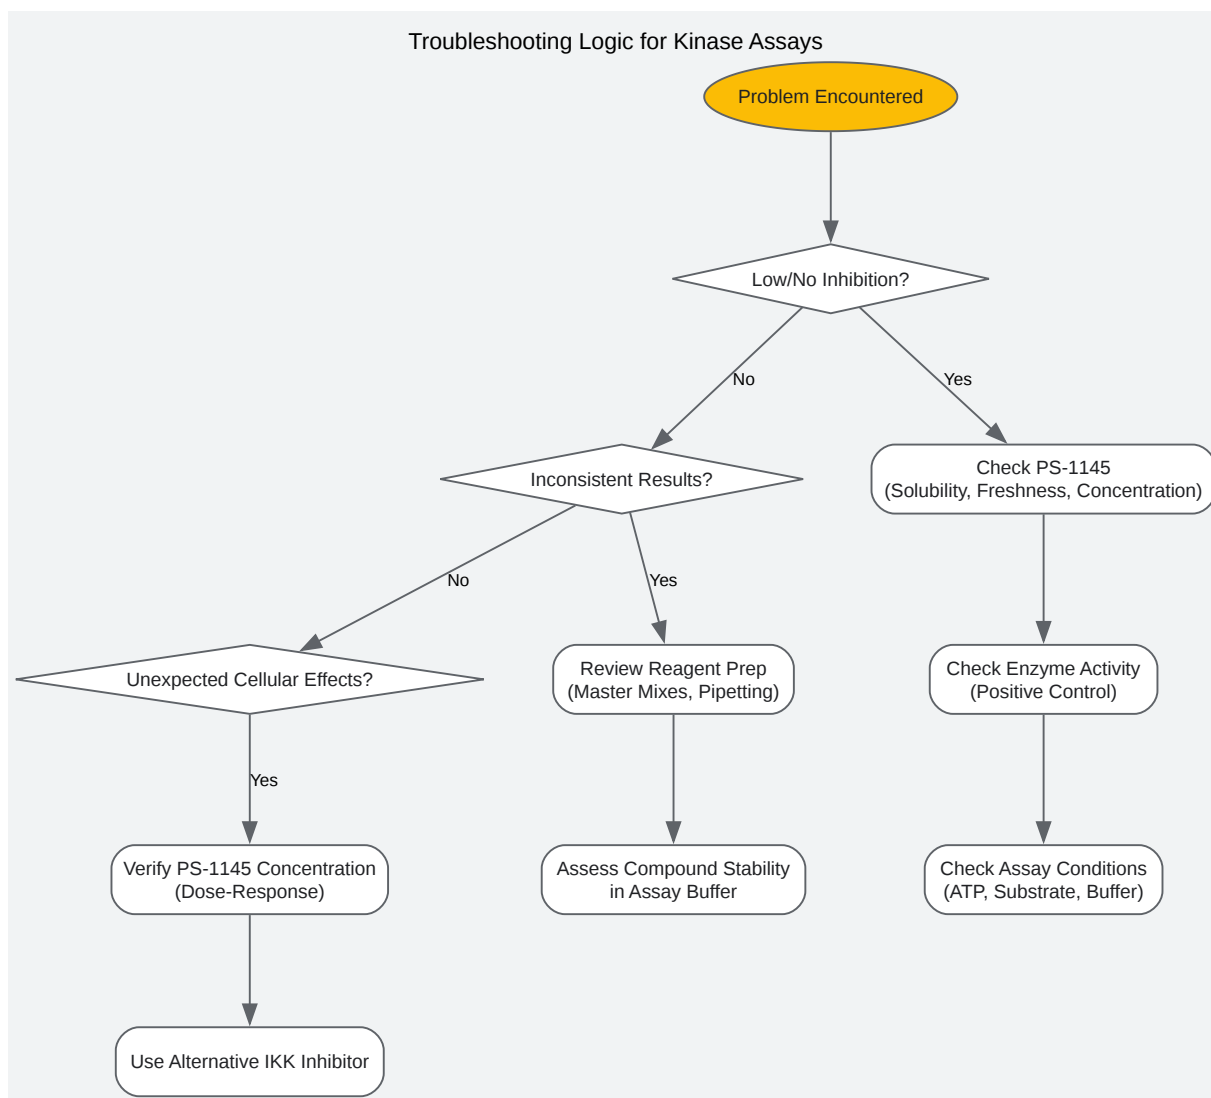 Troubleshooting Logic for Kinase Assays
Problem Encountered
Low/No Inhibition?
No
Yes
Inconsistent Results?
Check PS-1145
(Solubility, Freshness, Concentration)
No
Yes
Unexpected Cellular Effects?
Review Reagent Prep
(Master Mixes, Pipetting)
Check Enzyme Activity
(Positive Control)
Yes
Verify PS-1145 Concentration
(Dose-Response)
Assess Compound Stability
in Assay Buffer
Check Assay Conditions
(ATP, Substrate, Buffer)
Use Alternative IKK Inhibitor